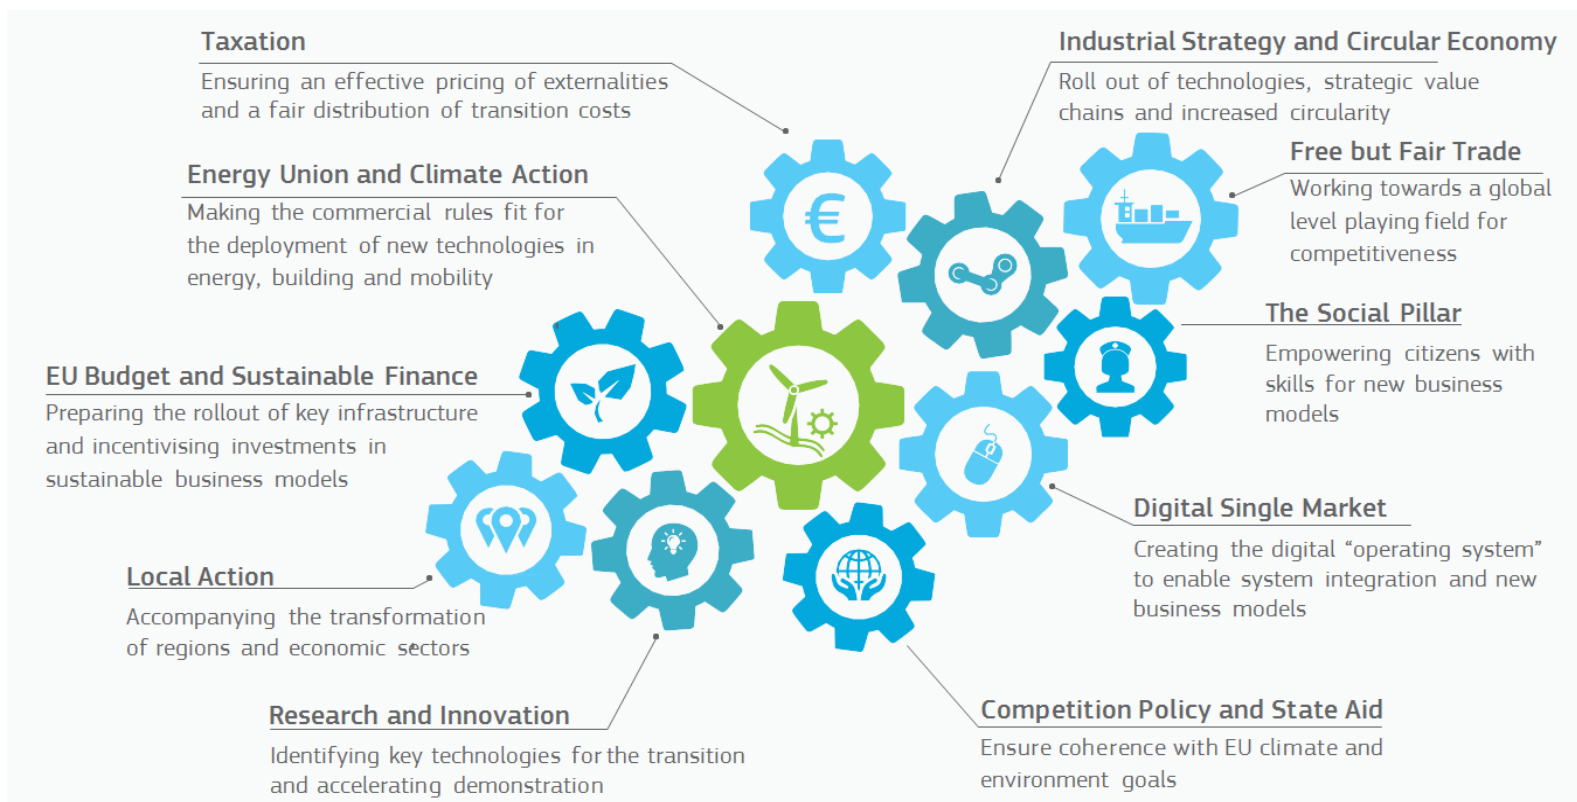 Taxation
Ensuring an effective pricing of externalities
and a fair distribution of transition costs
Industrial Strategy and Circular Economy
Roll out of technologies, strategic value
chains and increased circularity
Free but Fair Trade
Working towards a global
level playing field for
competitiveness
Energy Union and Climate Action
Making the commercial rules fit for
the deployment of new technologies in
energy, building and mobility
€
The Social Pillar
Empowering citizens with
skills for new business
models
EU Budget and Sustainable Finance
Preparing the rollout of key infrastructure
and incentivising investments in
sustainable business models
Digital Single Market
Creating the digital “operating system”
to enable system integration and new
business models
Local Action
Accompanying the transformation
of regions and economic sectors
Research and Innovation
Identifying key technologies for the transition
and accelerating demonstration
Competition Policy and State Aid
Ensure coherence with EU climate and
environment goals